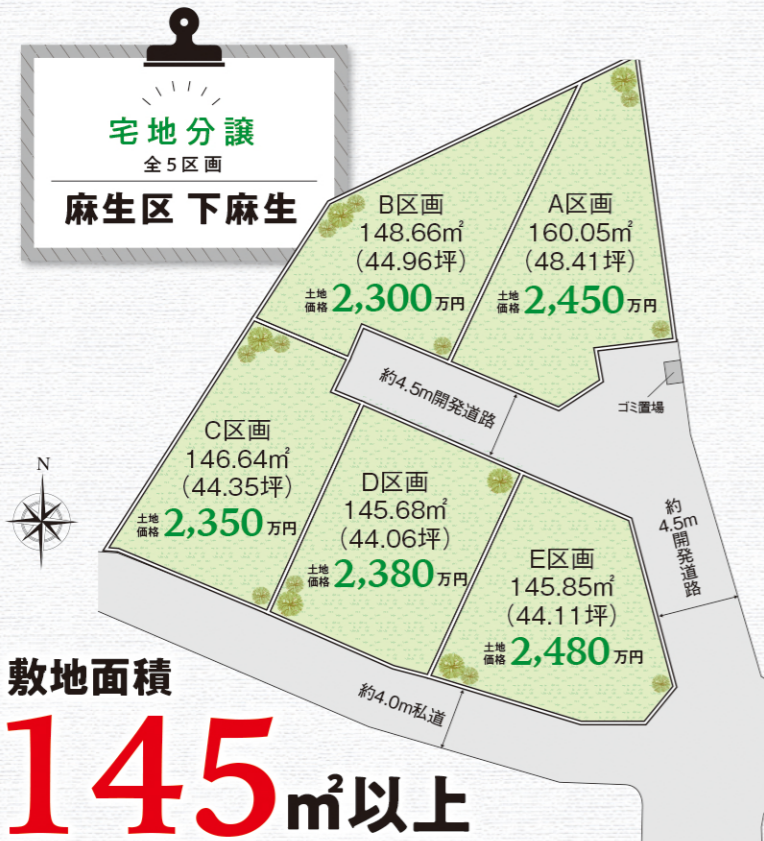 宅地分譲
全5区画
麻生区 下麻生
B区画
148.66㎡
(44.96坪)
土地価格 2,300万円
A区画
160.05㎡
(48.41坪)
土地価格 2,450万円
約4.5m開発道路
ゴミ置場
C区画
146.64㎡
(44.35坪)
土地価格 2,350万円
D区画
145.68㎡
(44.06坪)
土地価格 2,380万円
E区画
145.85㎡
(44.11坪)
土地価格 2,480万円
約4.5m開発道路
N
約4.0m私道
敷地面積
145㎡以上